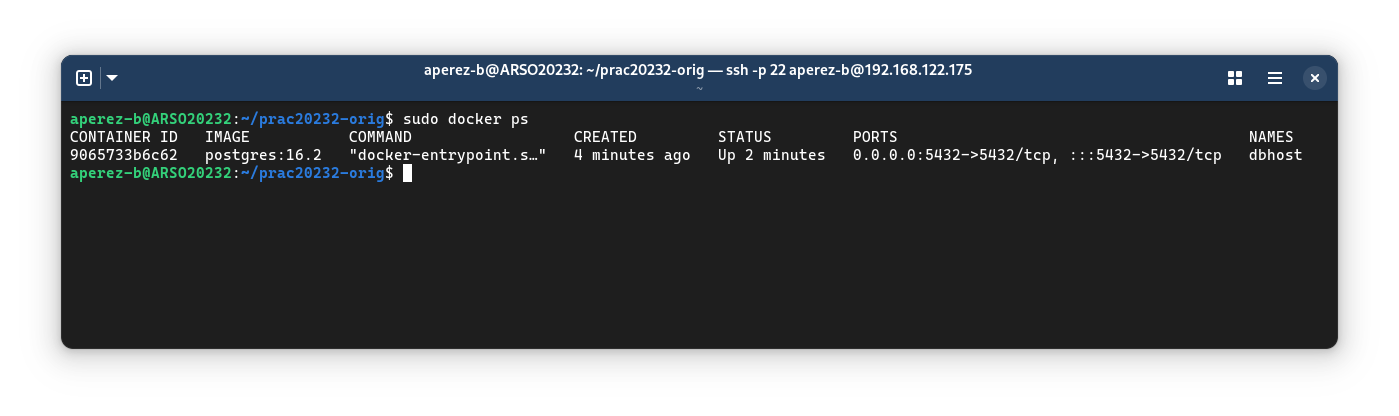 aperez-b@ARSO20232: ~/prac20232-orig — ssh -p 22 aperez-b@192.168.122.175
~
aperez-b@ARSO20232:~/prac20232-orig$ sudo docker ps
CONTAINER ID   IMAGE           COMMAND                  CREATED         STATUS         PORTS                                       NAMES
9065733b6c62   postgres:16.2   "docker-entrypoint.s…"   4 minutes ago   Up 2 minutes   0.0.0.0:5432->5432/tcp, :::5432->5432/tcp   dbhost
aperez-b@ARSO20232:~/prac20232-orig$